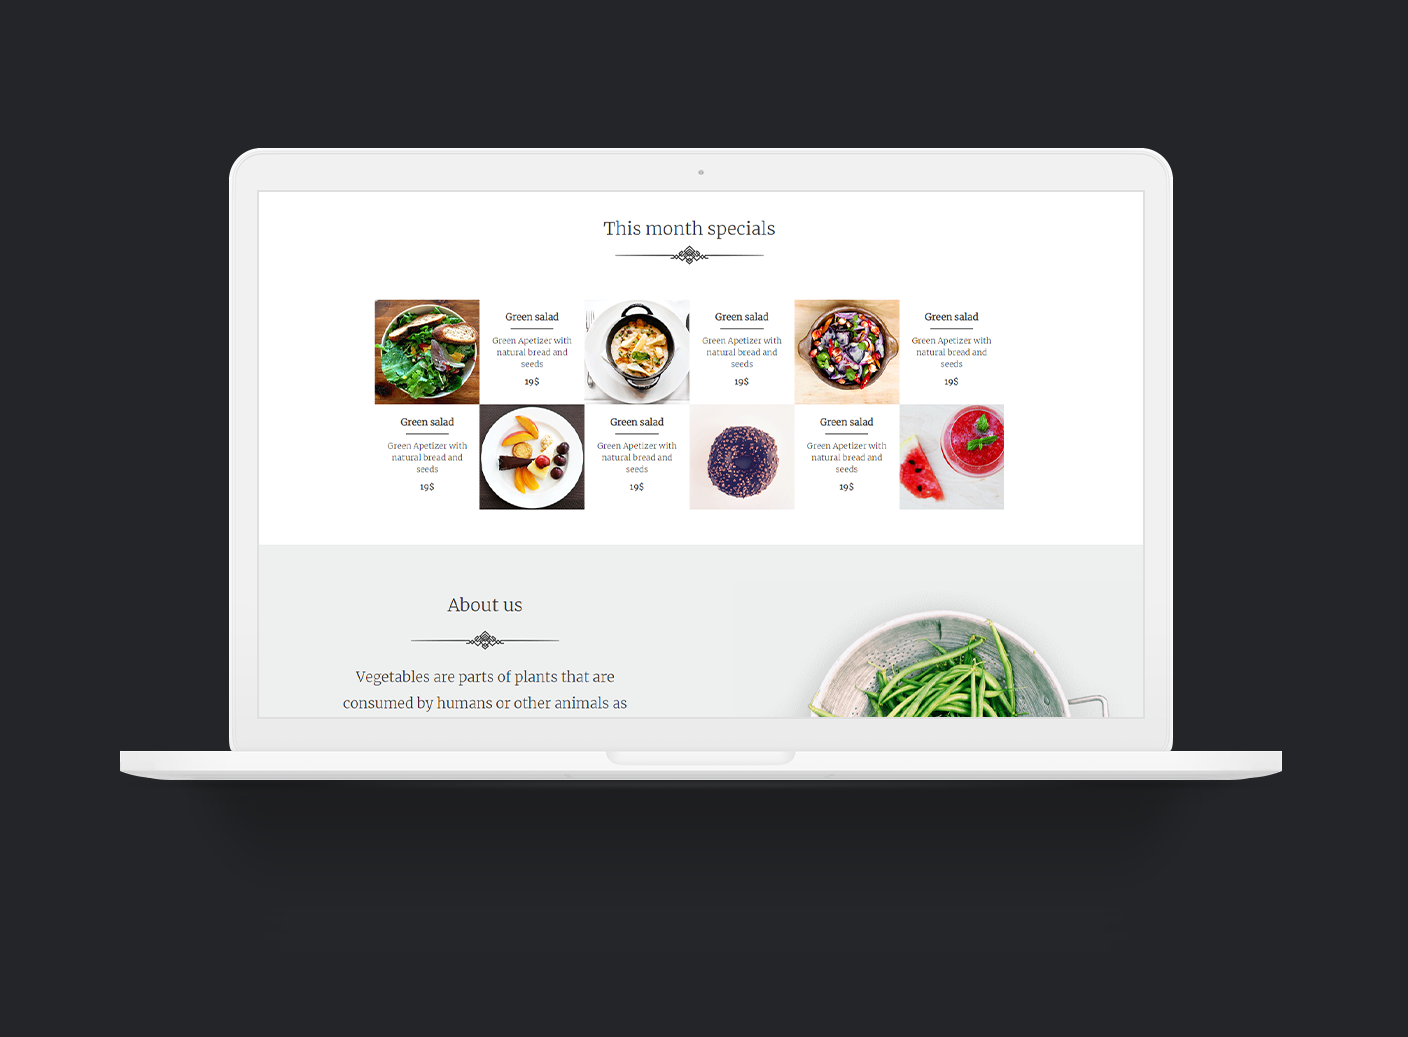 This month specials
Green salad
Green Apetizer with
natural bread and
seeds
19$
Green salad
Green Apetizer with
natural bread and
seeds
19$
Green salad
Green Apetizer with
natural bread and
seeds
19$
Green salad
Green Apetizer with
natural bread and
seeds
19$
Green salad
Green Apetizer with
natural bread and
seeds
19$
Green salad
Green Apetizer with
natural bread and
seeds
19$
About us
Vegetables are parts of plants that are
consumed by humans or other animals as